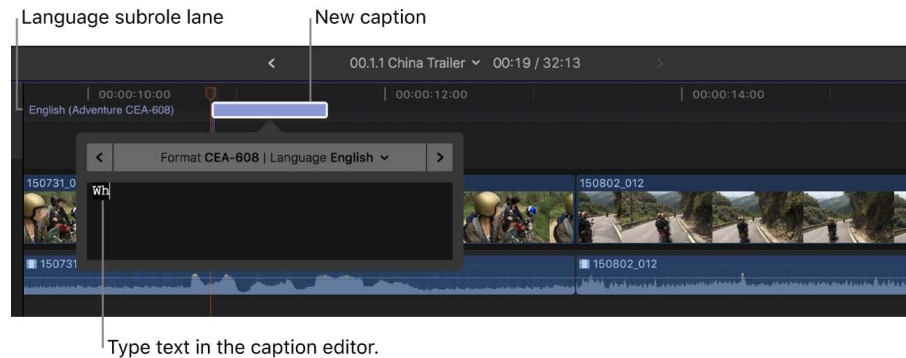 Language subrole lane
New caption
00.1.1 China Trailer 00:19 / 32:13
00:00:10:00
00:00:12:00
00:00:14:00
English (Adventure CEA-608)
Format CEA-608 | Language English
Wh
150731_0
150802_012
150731
150802_012
Type text in the caption editor.